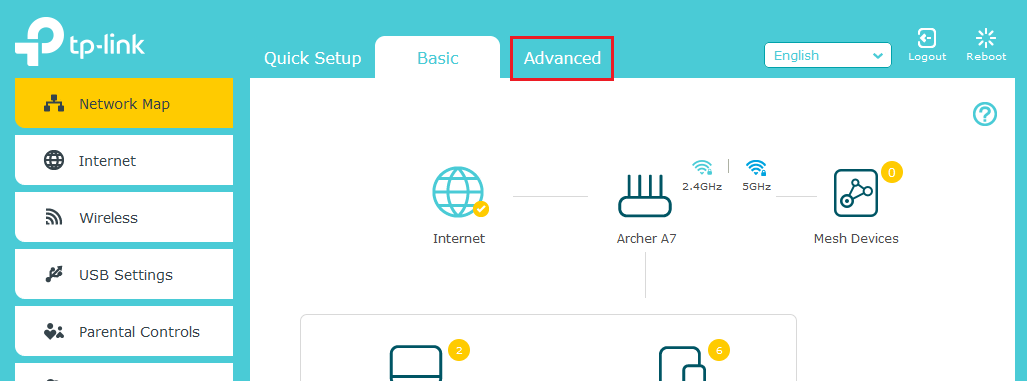 tp-link
Quick Setup
Basic
Advanced
English
Logout
Reboot
Network Map
Internet
Wireless
USB Settings
Parental Controls
?
2.4GHz
5GHz
0
Internet
Archer A7
Mesh Devices
2
6